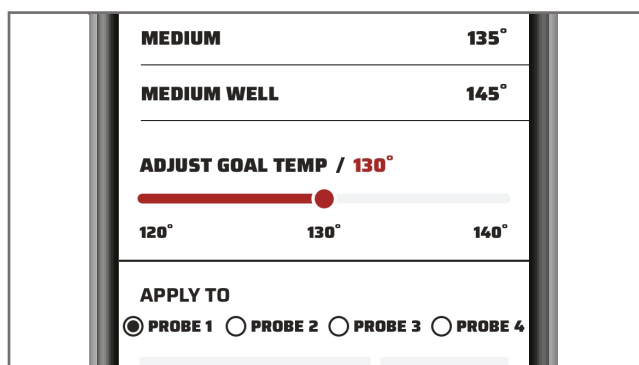 MEDIUM 135°
MEDIUM WELL 145°
ADJUST GOAL TEMP / 130°
120° 130° 140°
APPLY TO
PROBE 1 PROBE 2 PROBE 3 PROBE 4